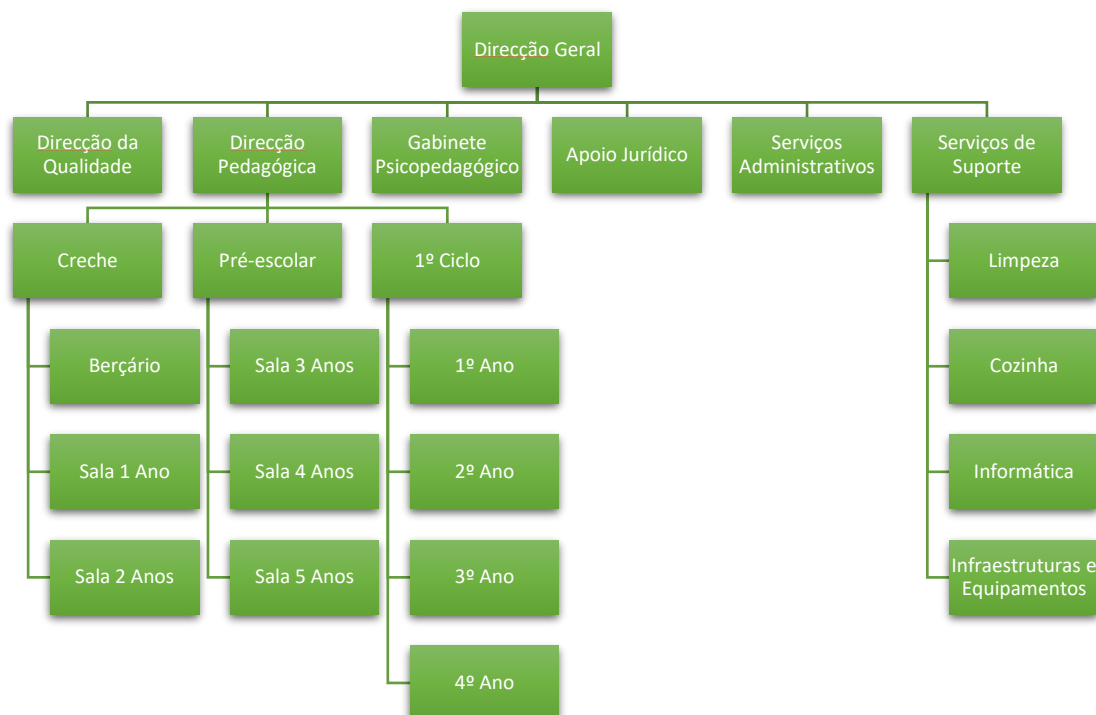 Direcção Geral
Direcção da
Qualidade
Direcção
Pedagógica
Gabinete
Psicopedagógico
Apoio Jurídico
Serviços
Administrativos
Serviços de
Suporte
Creche
Pré-escolar
1º Ciclo
Limpeza
Berçário
Sala 3 Anos
1º Ano
Cozinha
Sala 1 Ano
Sala 4 Anos
2º Ano
Informática
Sala 2 Anos
Sala 5 Anos
3º Ano
Infraestruturas e
Equipamentos
4º Ano